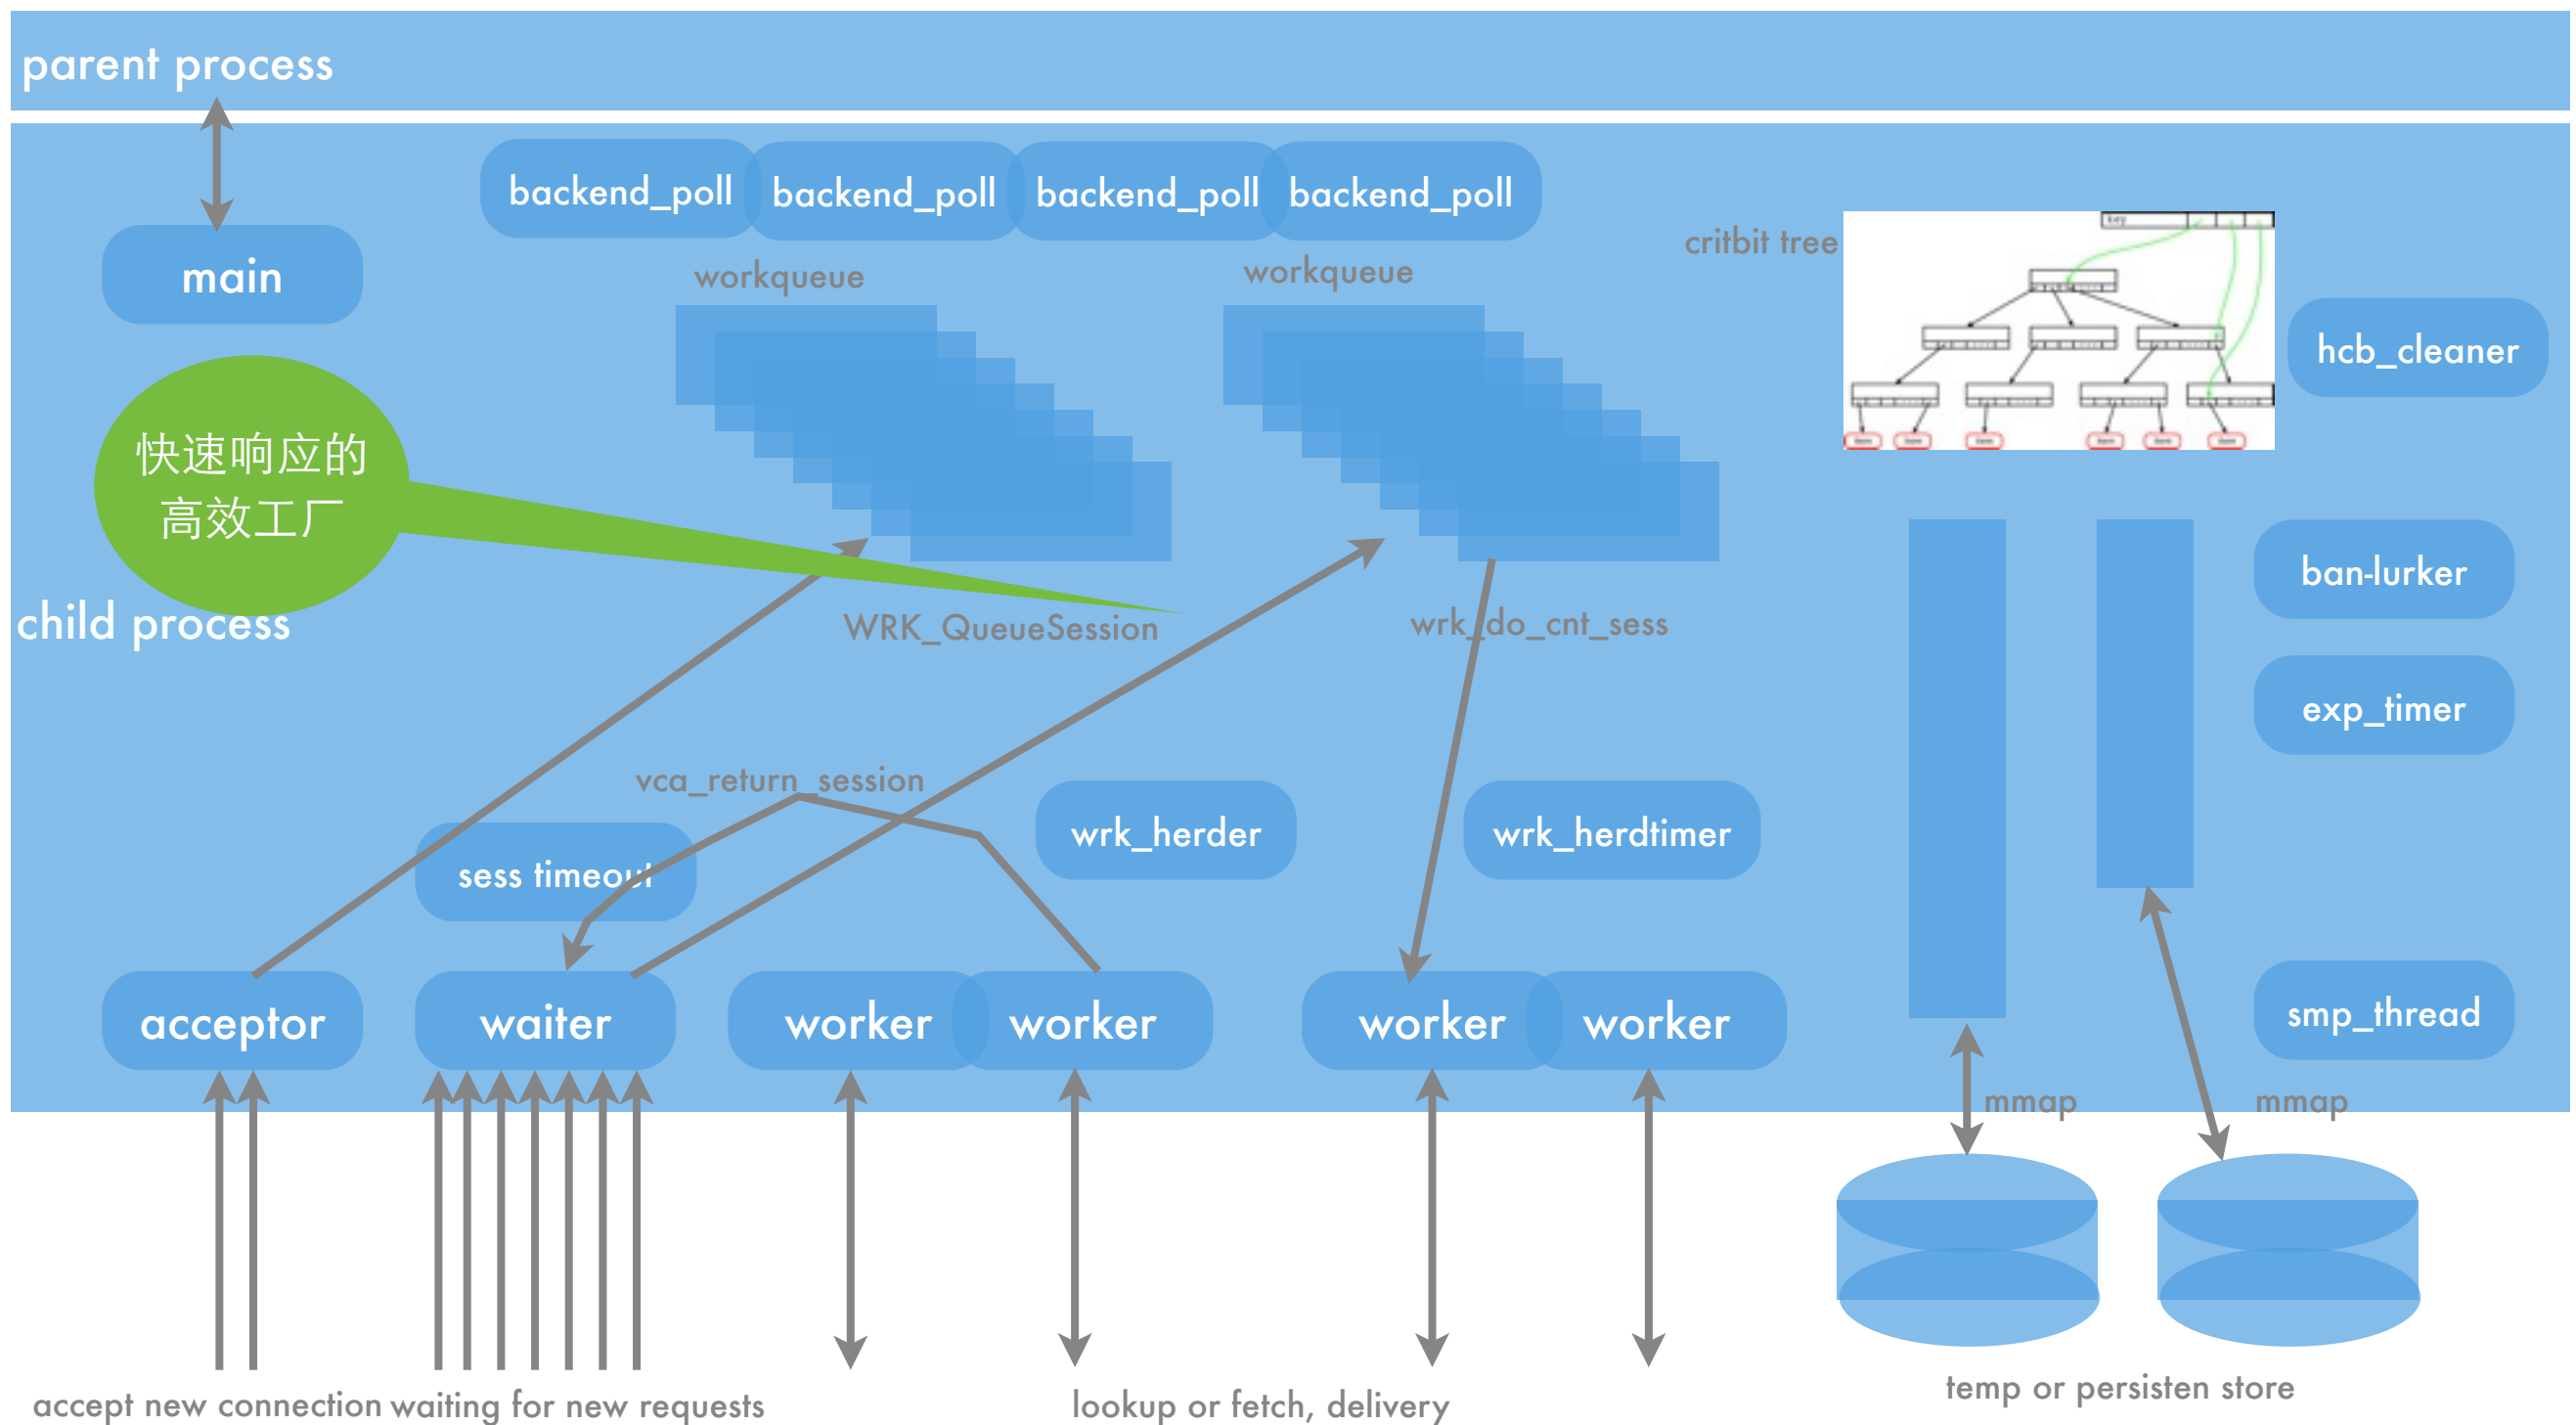 parent process
backend_poll
backend_poll
backend_poll
backend_poll
main
workqueue
workqueue
critbit tree
key
hcb_cleaner
快速响应的
高效工厂
child process
WRK_QueueSession
wrk_do_cnt_sess
ban-lurker
exp_timer
vca_return_session
sess timeout
wrk_herder
wrk_herdtimer
acceptor
waiter
worker
worker
worker
worker
smp_thread
mmap
mmap
accept new connection
waiting for new requests
lookup or fetch, delivery
temp or persisten store